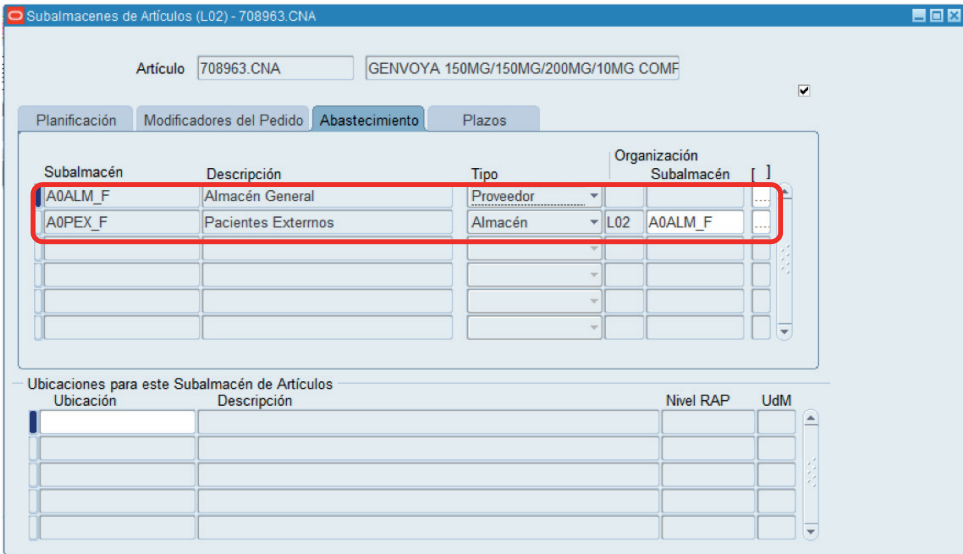 Subalmacenes de Artículos (L02) - 708963.CNA
Artículo 708963.CNA GENVOYA 150MG/150MG/200MG/10MG COMF
Planificación Modificadores del Pedido Abastecimiento Plazos
Organización
Subalmacén Descripción Tipo Subalmacén [ ]
A0ALM_F Almacén General Proveedor ....
A0PEX_F Pacientes Extermos Almacén L02 A0ALM_F ....
Ubicaciones para este Subalmacén de Artículos
Ubicación Descripción Nivel RAP UdM